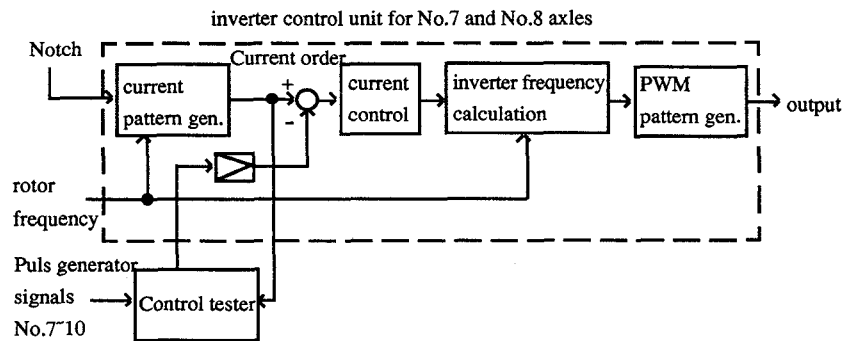 inverter control unit for No.7 and No.8 axles
Notch
Current order
current
pattern gen.
+
-
current
control
inverter frequency
calculation
PWM
pattern gen.
output
rotor
frequency
Puls generator
signals
No.7~10
Control tester